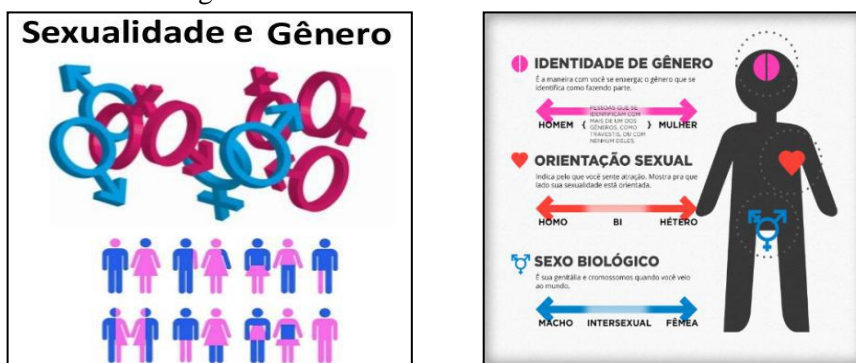 Sexualidade e Gênero
IDENTIDADE DE GÊNERO
É a maneira com você se enxerga; o gênero que se
identifica como fazendo parte.
PESSOAS QUE SE
IDENTIFICAM COM
MAIS DE UM DOS
GÊNEROS, COMO
TRAVESTIS, OU COM
NENHUM DELES.
HOMEM { } MULHER
ORIENTAÇÃO SEXUAL
Indica pelo que você sente atração. Mostra pra que
lado sua sexualidade está orientada.
HOMO BI HÉTERO
SEXO BIOLÓGICO
É sua genitália e cromossomos quando você veio
ao mundo.
MACHO INTERSEXUAL FÊMEA